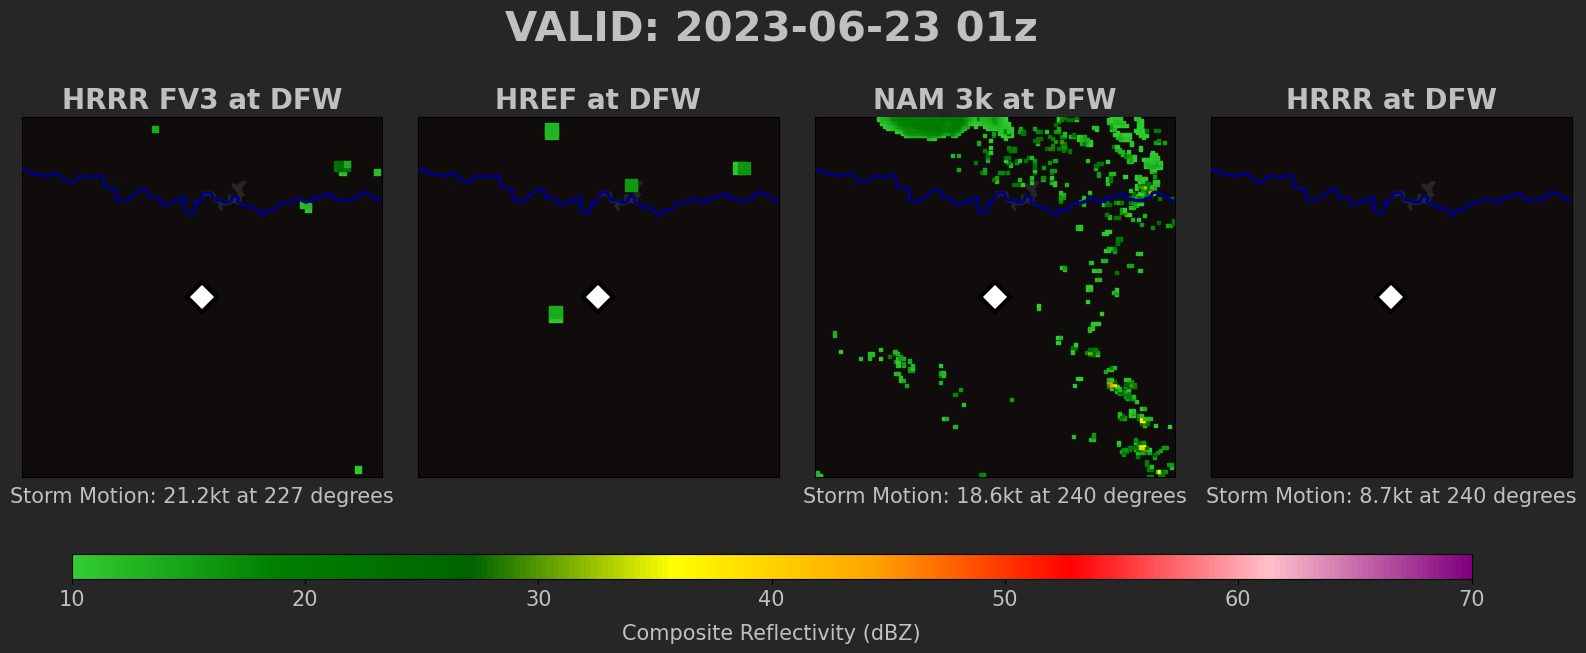 VALID: 2023-06-23 01z
HRRR FV3 at DFW
HREF at DFW
NAM 3k at DFW
HRRR at DFW
Storm Motion: 21.2kt at 227 degrees
Storm Motion: 18.6kt at 240 degrees
Storm Motion: 8.7kt at 240 degrees
10 20 30 40 50 60 70
Composite Reflectivity (dBZ)